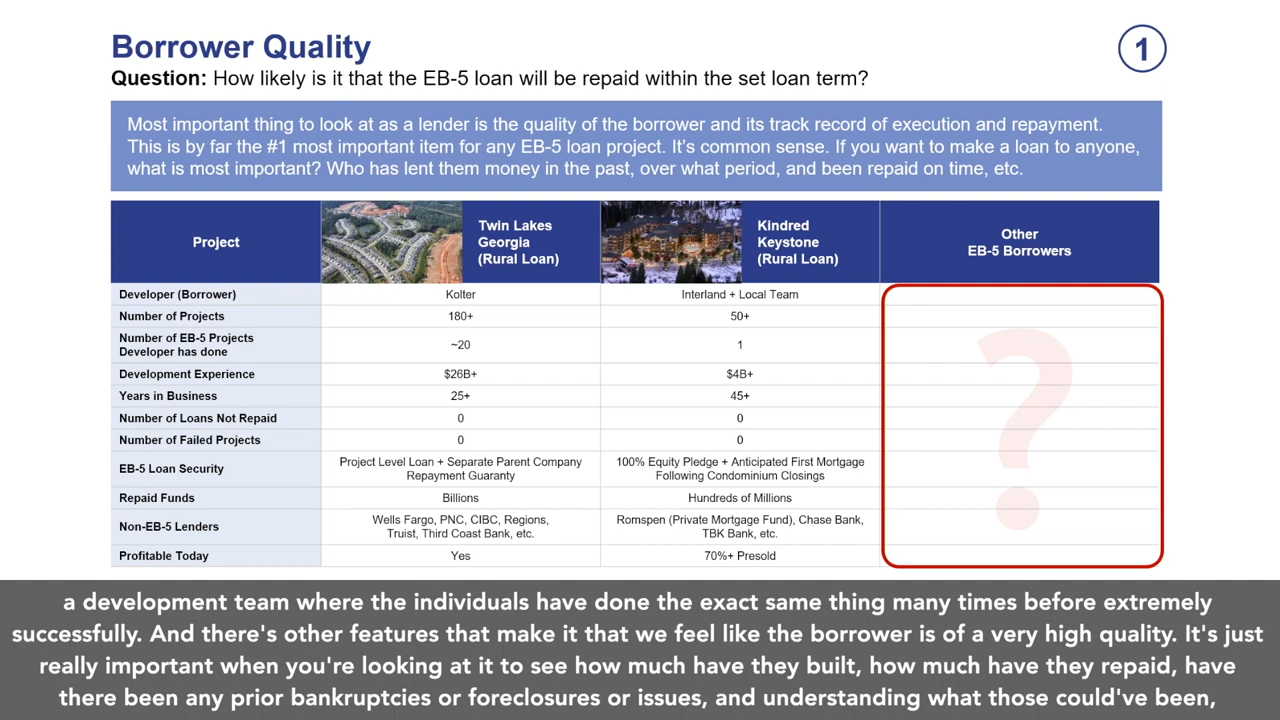 Borrower Quality
1
Question: How likely is it that the EB-5 loan will be repaid within the set loan term?
Most important thing to look at as a lender is the quality of the borrower and its track record of execution and repayment.
This is by far the #1 most important item for any EB-5 loan project. It's common sense. If you want to make a loan to anyone,
what is most important? Who has lent them money in the past, over what period, and been repaid on time, etc.
Project
Twin Lakes
Georgia
(Rural Loan)
Kindred
Keystone
(Rural Loan)
Other
EB-5 Borrowers
Developer (Borrower) Kolter Interland + Local Team
Number of Projects 180+ 50+
Number of EB-5 Projects
Developer has done ~20 1
Development Experience $26B+ $4B+
Years in Business 25+ 45+
Number of Loans Not Repaid 0 0
Number of Failed Projects 0 0
EB-5 Loan Security
Project Level Loan + Separate Parent Company
Repayment Guaranty
100% Equity Pledge + Anticipated First Mortgage
Following Condominium Closings
Repaid Funds Billions Hundreds of Millions
Non-EB-5 Lenders
Wells Fargo, PNC, CIBC, Regions,
Truist, Third Coast Bank, etc.
Romspen (Private Mortgage Fund), Chase Bank,
TBK Bank, etc.
Profitable Today Yes 70%+ Presold
?
a development team where the individuals have done the exact same thing many times before extremely
successfully. And there's other features that make it that we feel like the borrower is of a very high quality. It's just
really important when you're looking at it to see how much have they built, how much have they repaid, have
there been any prior bankruptcies or foreclosures or issues, and understanding what those could've been,